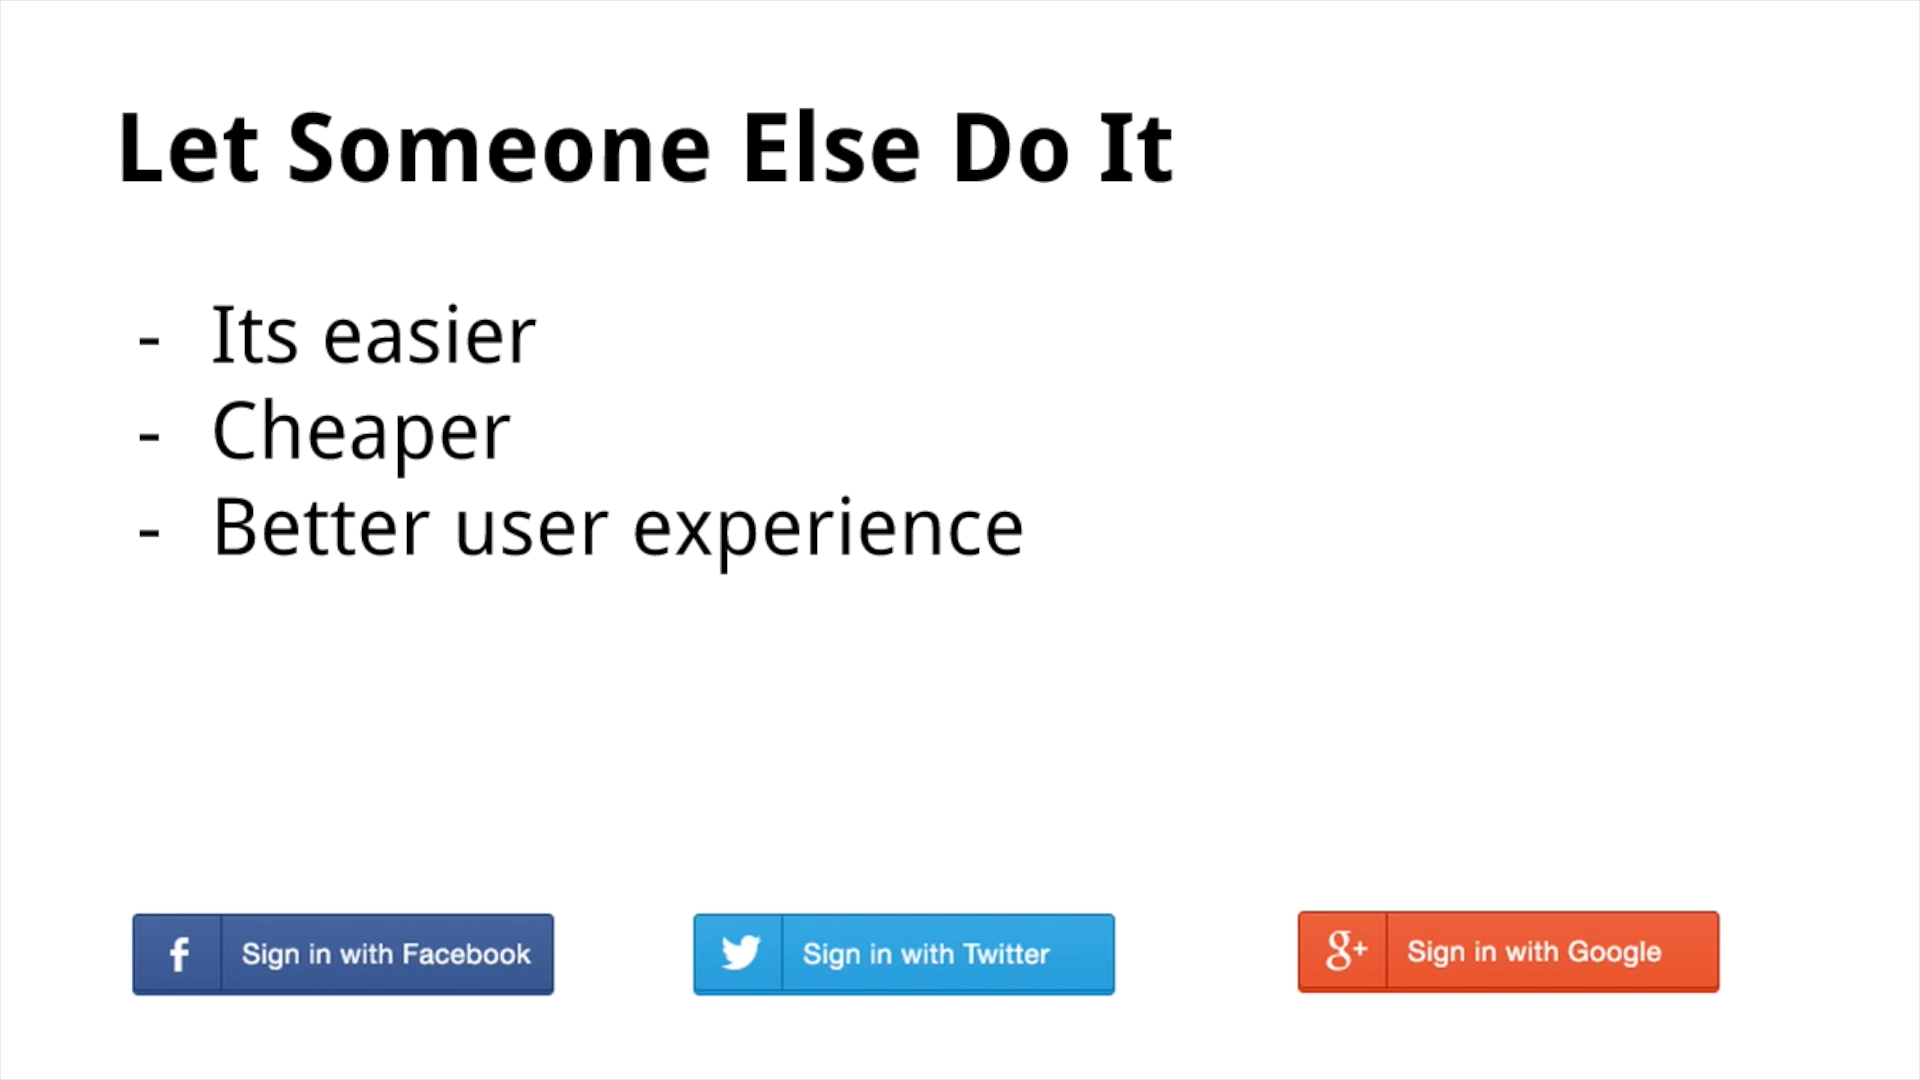 Let Someone Else Do It
- Its easier
- Cheaper
- Better user experience
f Sign in with Facebook
Sign in with Twitter
g+ Sign in with Google